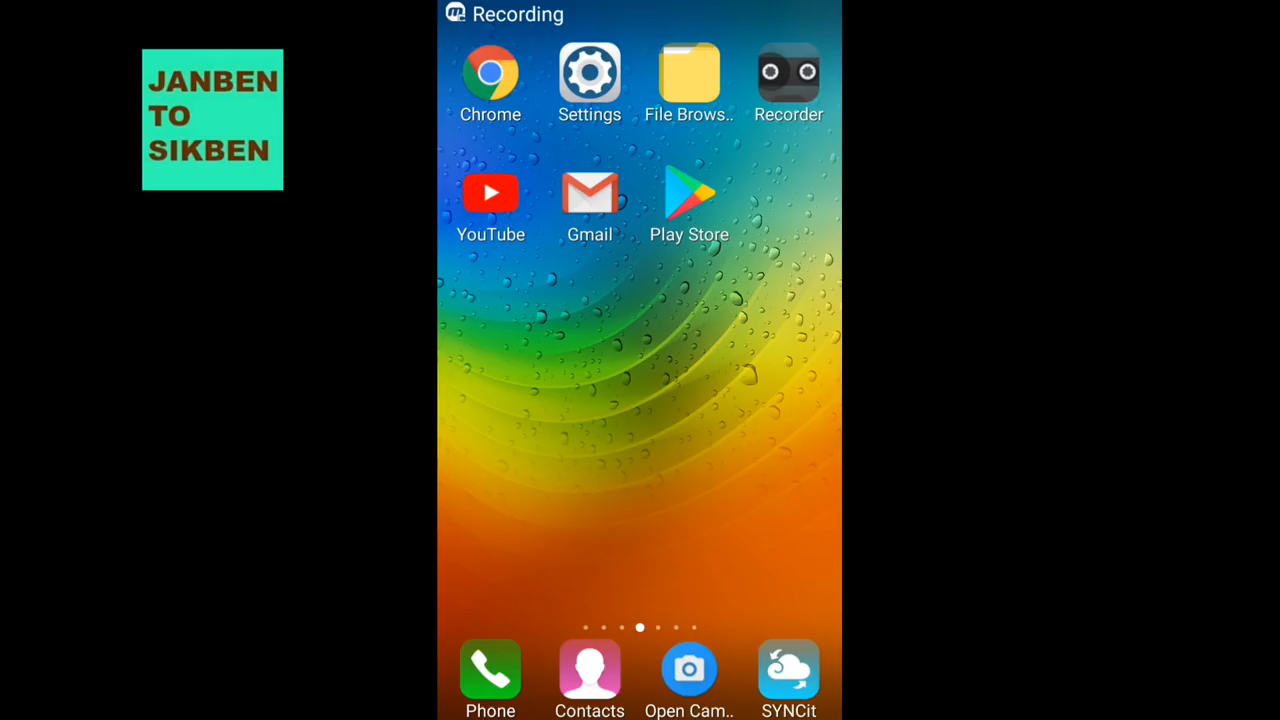 Recording
JANBEN
TO
SIKBEN
Chrome
Settings
File Brows..
Recorder
YouTube
Gmail
Play Store
Phone
Contacts
Open Cam..
SYNCit